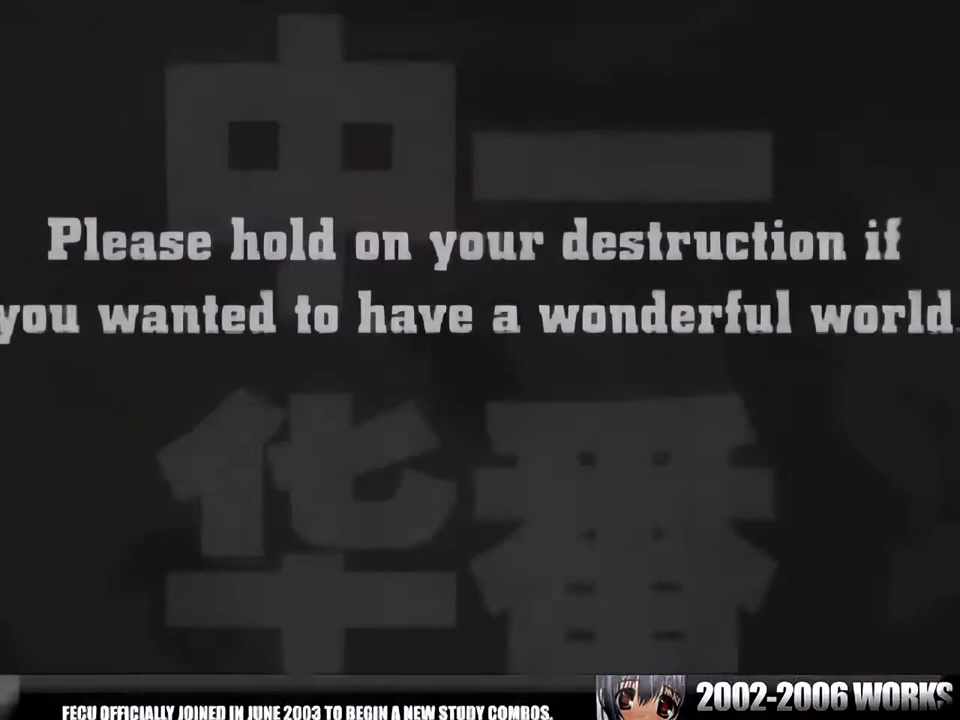 中 一
Please hold on your destruction if
you wanted to have a wonderful world.
华 番
2002-2006 WORKS
FECU OFFICIALLY JOINED IN JUNE 2003 TO BEGIN A NEW STUDY COMBOS.